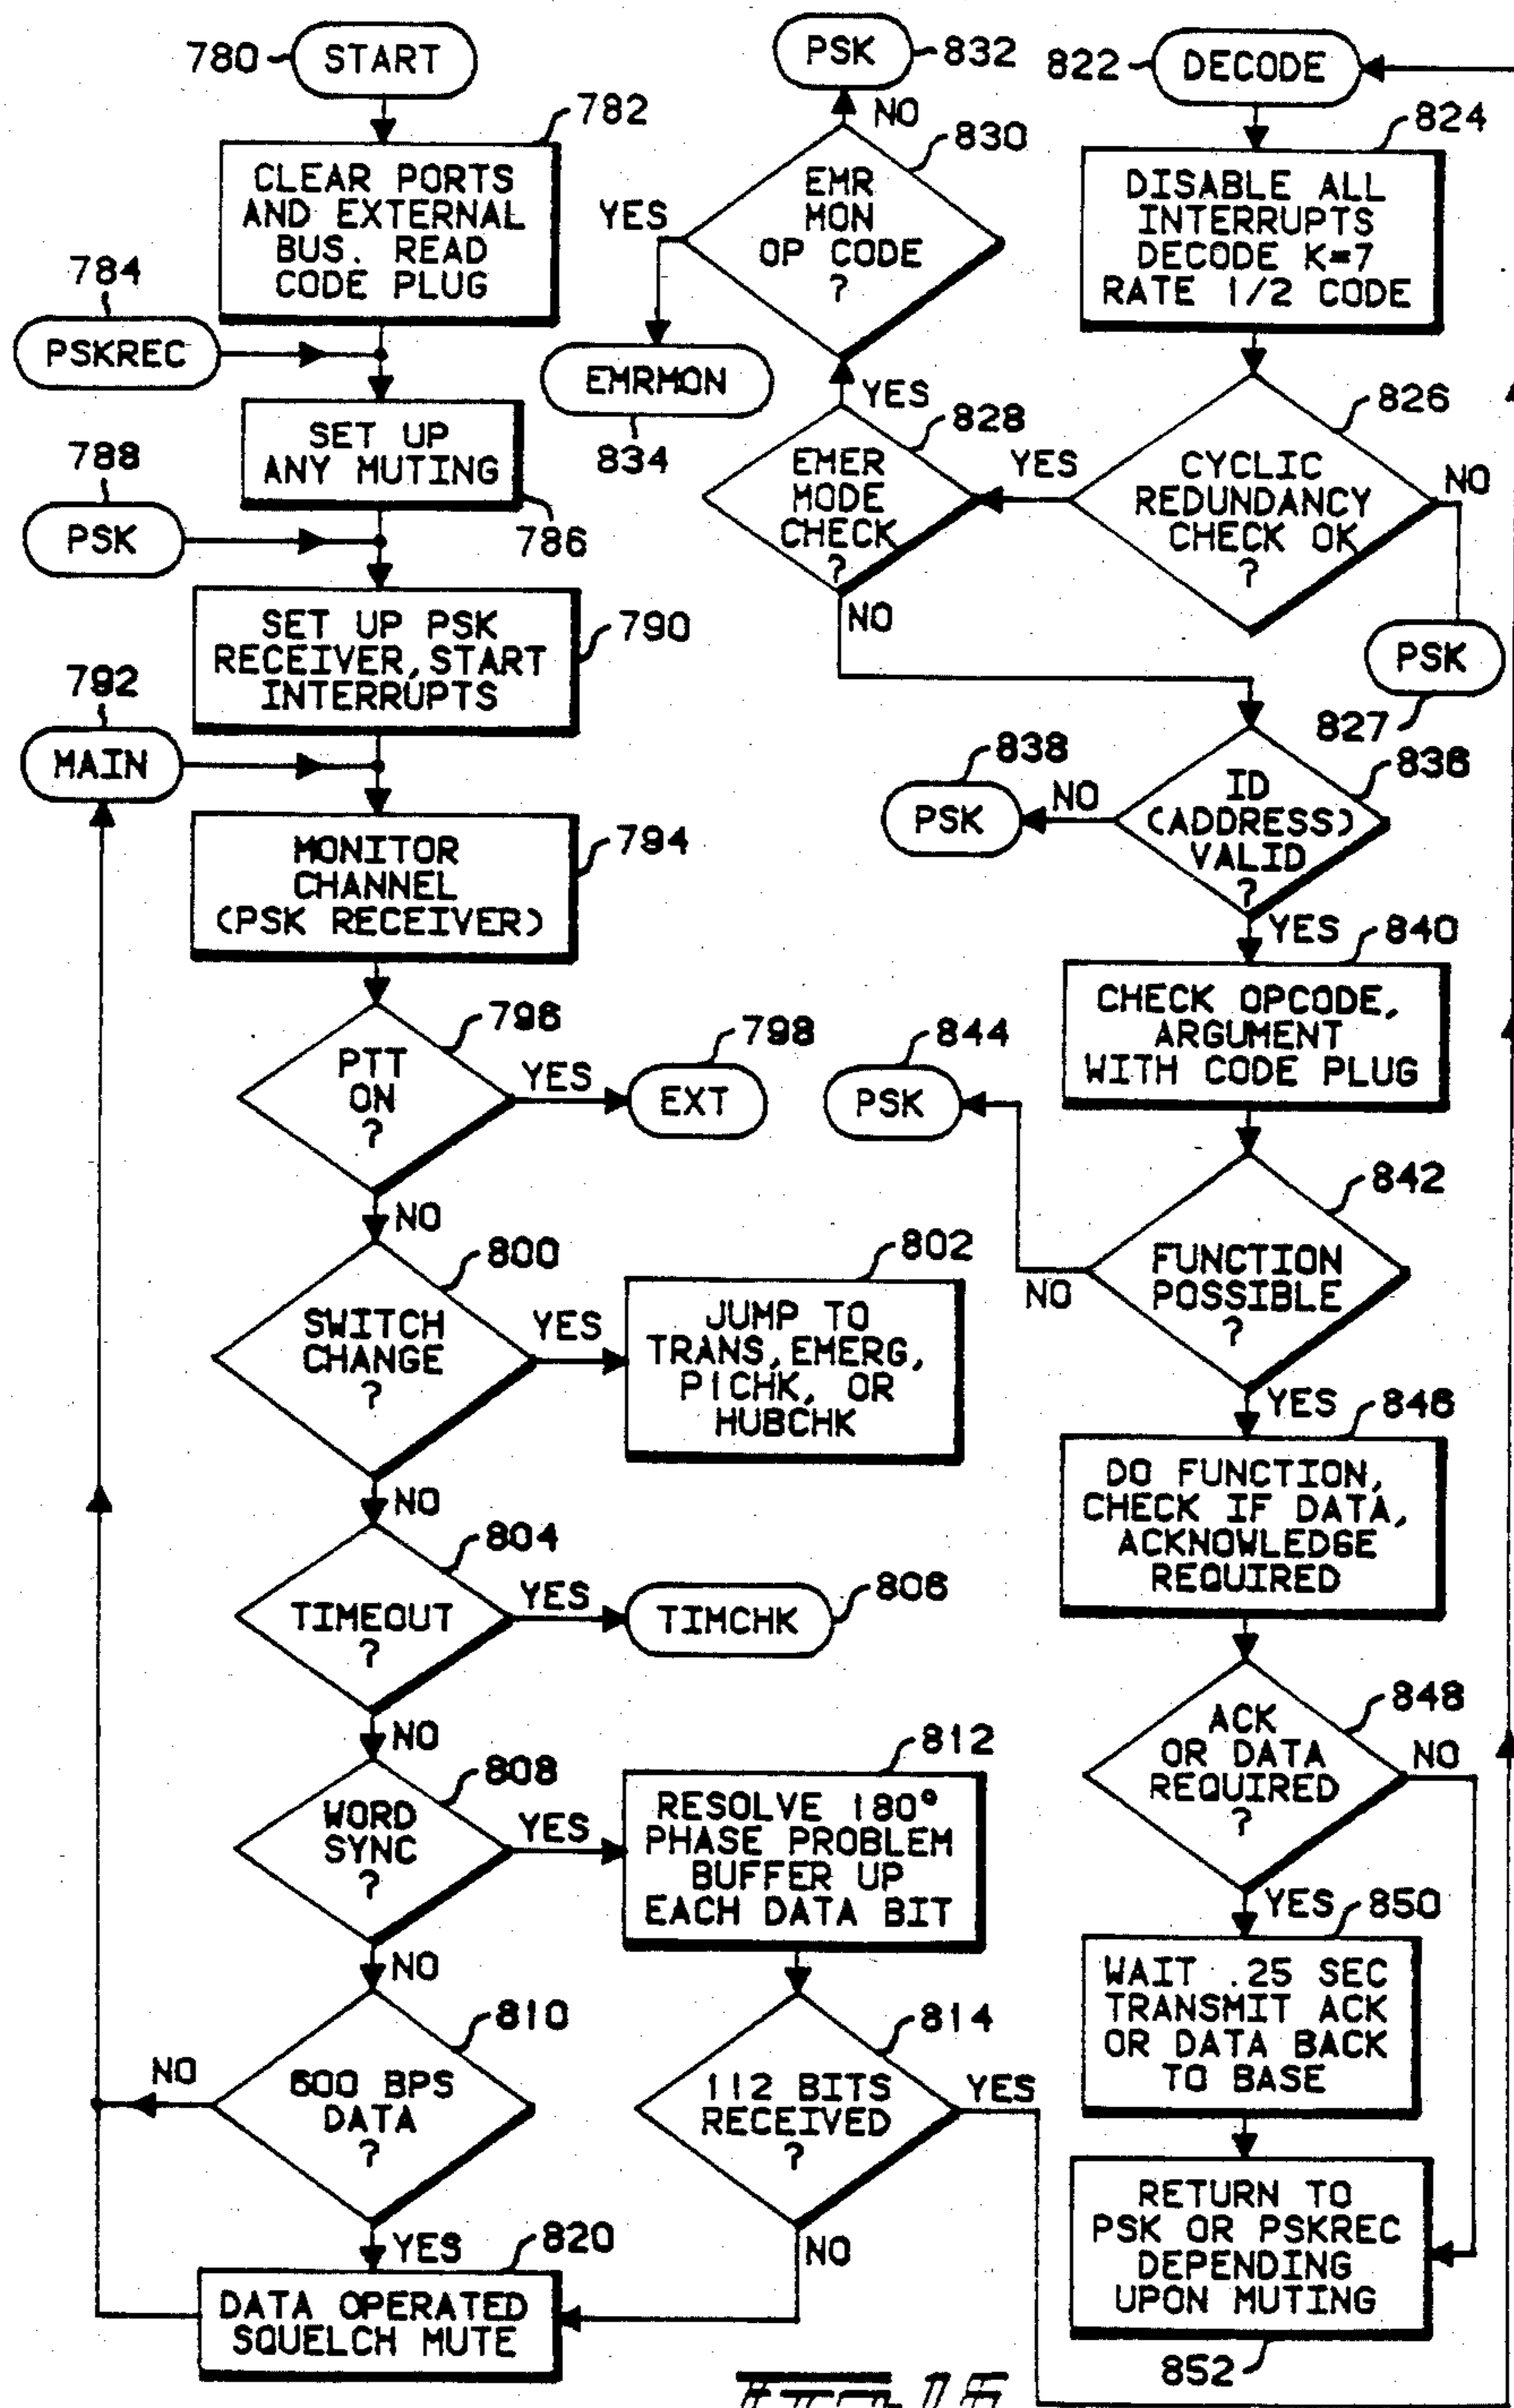 780
START
782
CLEAR PORTS
AND EXTERNAL
BUS. READ
CODE PLUG
784
PSKREC
SET UP
ANY MUTING
786
788
PSK
SET UP PSK
RECEIVER, START
INTERRUPTS
790
792
MAIN
MONITOR
CHANNEL
(PSK RECEIVER)
794
PTT
ON
?
796
YES
798
EXT
NO
800
SWITCH
CHANGE
?
YES
802
JUMP TO
TRANS, EMERG,
PICHK, OR
HUBCHK
NO
804
TIMEOUT
?
YES
TIMCHK
806
NO
808
WORD
SYNC
?
YES
812
RESOLVE 180°
PHASE PROBLEM
BUFFER UP
EACH DATA BIT
NO
810
600 BPS
DATA
?
NO
YES
814
112 BITS
RECEIVED
?
YES
NO
820
DATA OPERATED
SQUELCH MUTE
PSK
832
NO
830
EMR
MON
OP CODE
?
YES
EMRMON
834
YES
828
EMER
MODE
CHECK
?
NO
822
DECODE
824
DISABLE ALL
INTERRUPTS
DECODE K=7
RATE 1/2 CODE
826
CYCLIC
REDUNDANCY
CHECK OK
?
YES
NO
PSK
827
836
ID
(ADDRESS)
VALID
?
NO
838
PSK
YES
840
CHECK OPCODE,
ARGUMENT
WITH CODE PLUG
844
PSK
842
FUNCTION
POSSIBLE
?
NO
YES
846
DO FUNCTION,
CHECK IF DATA,
ACKNOWLEDGE
REQUIRED
848
ACK
OR DATA
REQUIRED
?
NO
YES
850
WAIT .25 SEC
TRANSMIT ACK
OR DATA BACK
TO BASE
RETURN TO
PSK OR PSKREC
DEPENDING
UPON MUTING
852